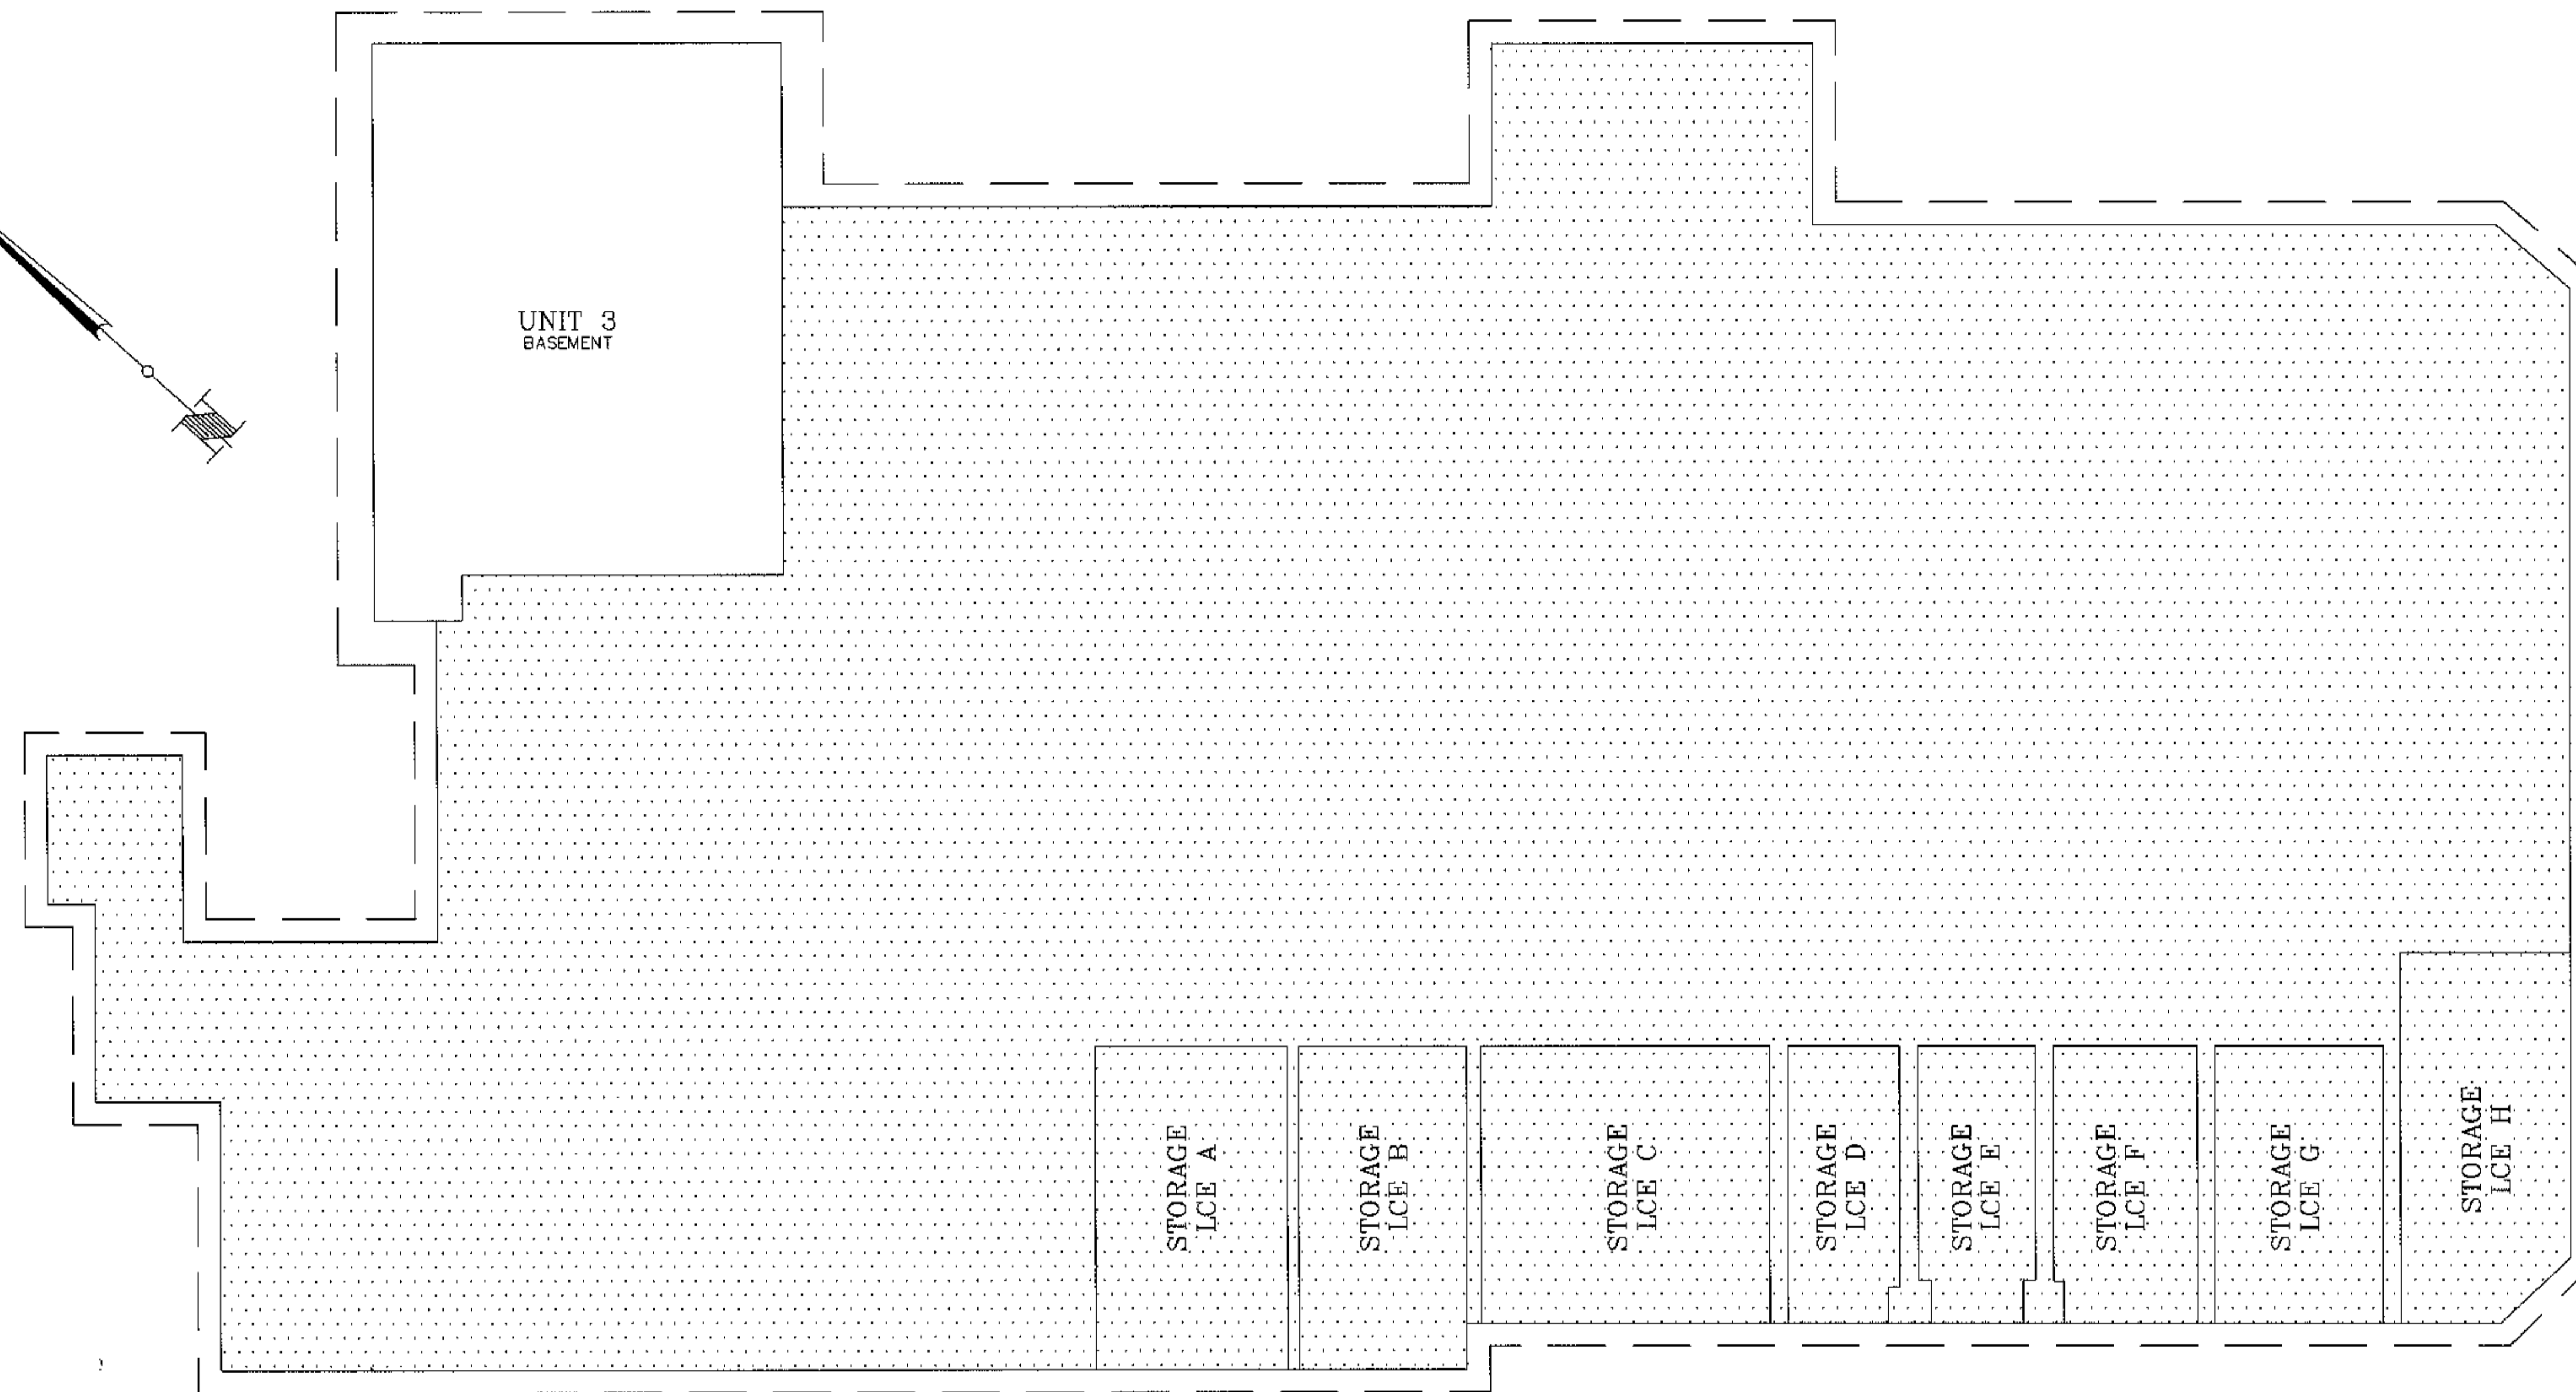 UNIT 3
BASEMENT
STORAGE
LCE A
STORAGE
LCE B
STORAGE
LCE C
STORAGE
LCE D
STORAGE
LCE E
STORAGE
LCE F
STORAGE
LCE G
STORAGE
LCE H